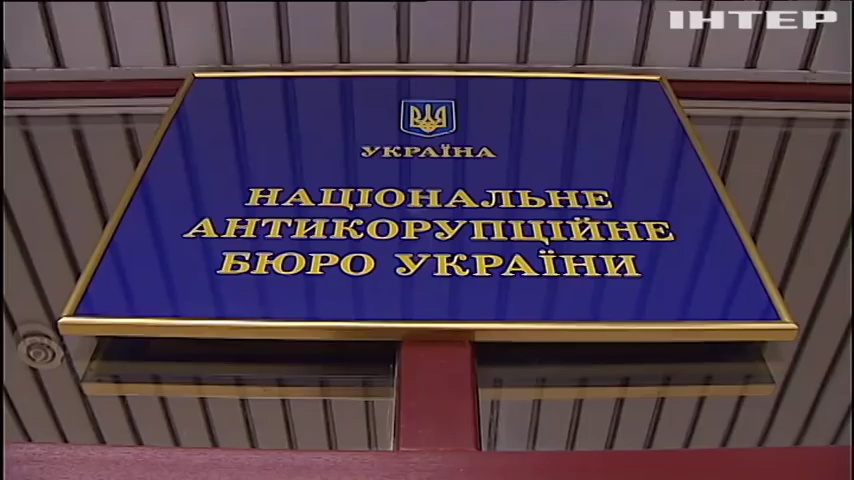 ІНТЕР
УКРАЇНА
НАЦІОНАЛЬНЕ
АНТИКОРУПЦІЙНЕ
БЮРО УКРАЇНИ